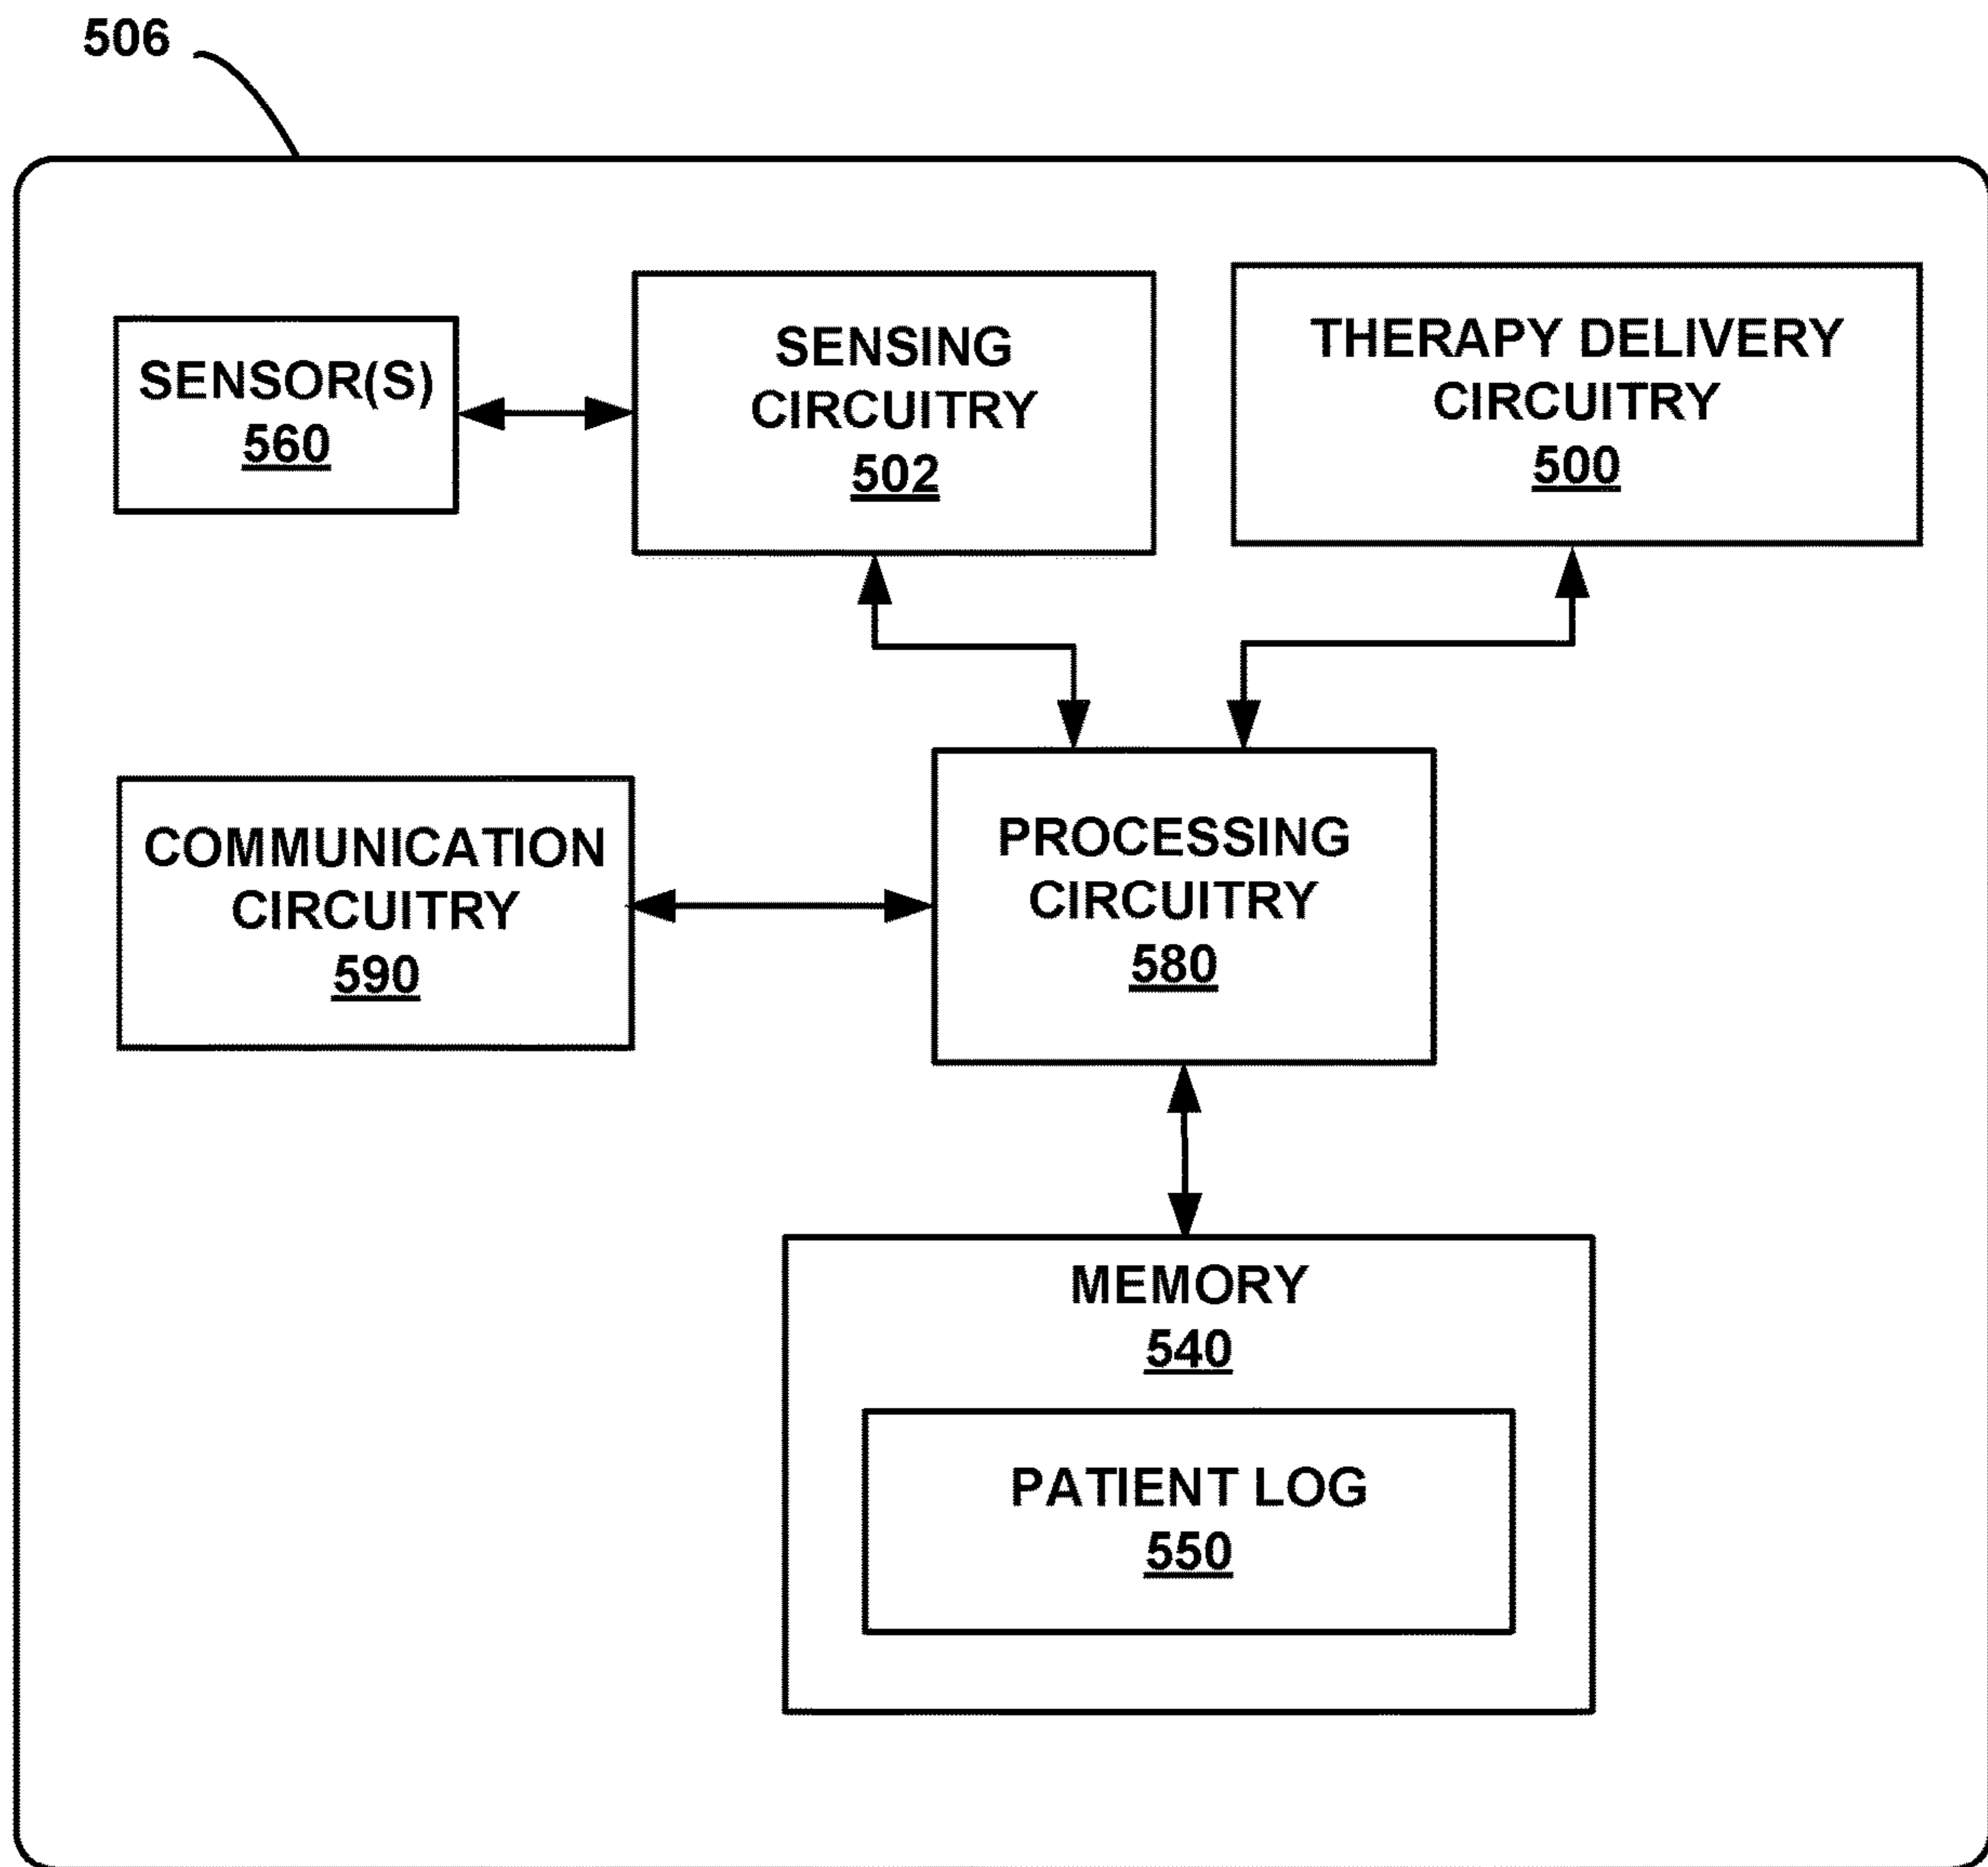 506
SENSOR(S)
560
SENSING
CIRCUITRY
502
THERAPY DELIVERY
CIRCUITRY
500
COMMUNICATION
CIRCUITRY
590
PROCESSING
CIRCUITRY
580
MEMORY
540
PATIENT LOG
550